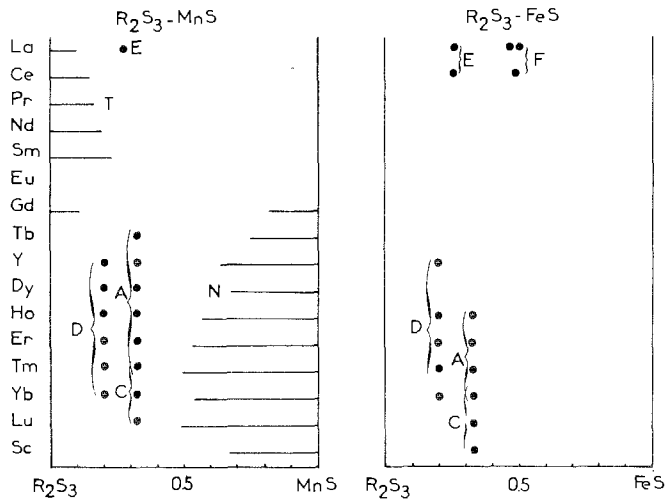 R₂S₃-MnS
R₂S₃-FeS
La
Ce
Pr
Nd
Sm
Eu
Gd
Tb
Y
Dy
Ho
Er
Tm
Yb
Lu
Sc
E
T
A
N
D
C
R₂S₃
0.5
MnS
E
F
D
A
C
R₂S₃
0.5
FeS